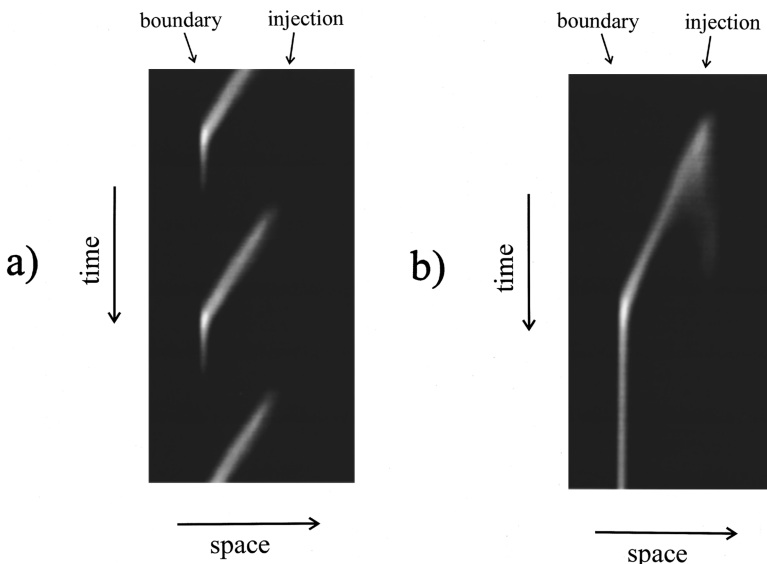 boundary injection
a)
time
space
boundary injection
b)
time
space